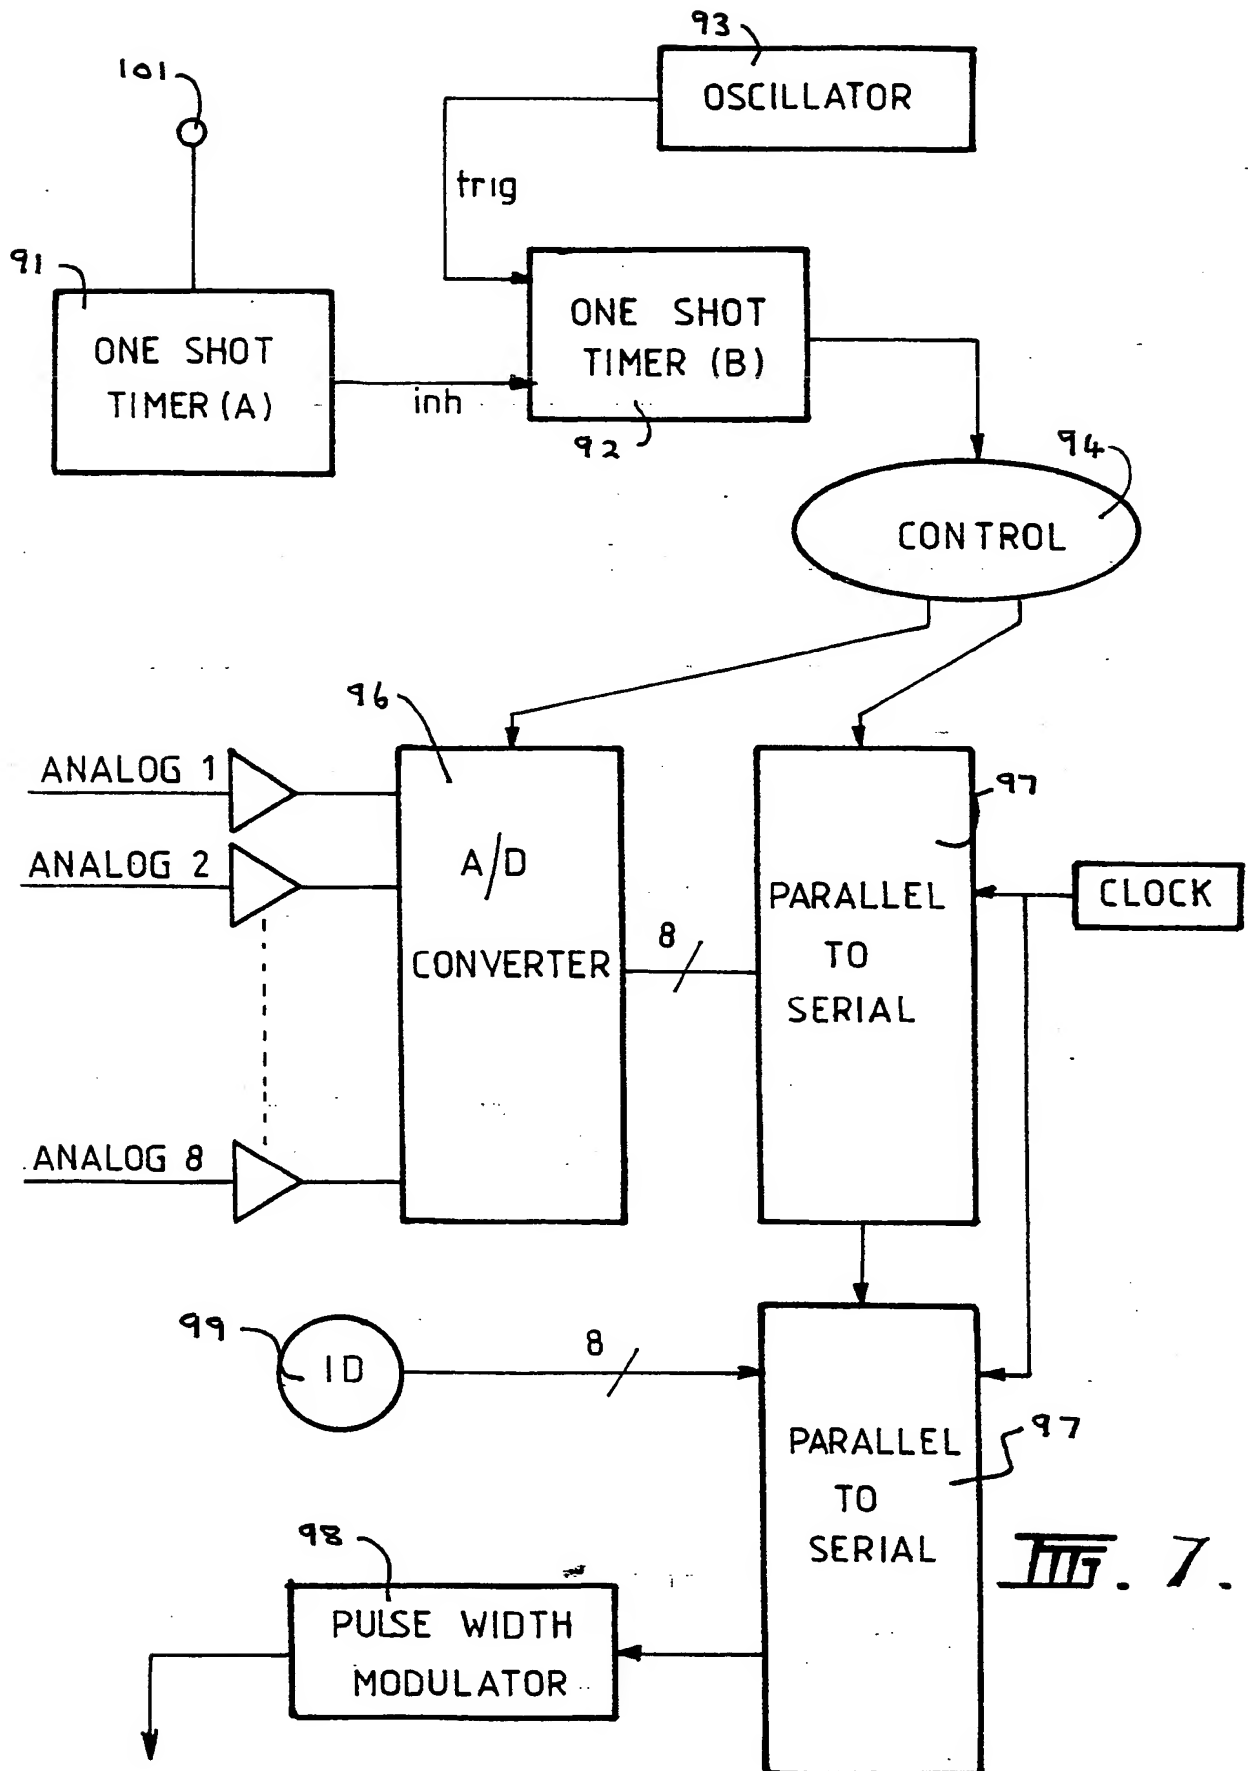 93
OSCILLATOR
101
trig
91
ONE SHOT
TIMER (A)
inh
ONE SHOT
TIMER (B)
92
94
CONTROL
96
ANALOG 1
ANALOG 2
ANALOG 8
A/D
CONVERTER
8
97
PARALLEL
TO
SERIAL
CLOCK
99
ID
8
PARALLEL
TO
SERIAL
97
98
PULSE WIDTH
MODULATOR
FIG. 7.